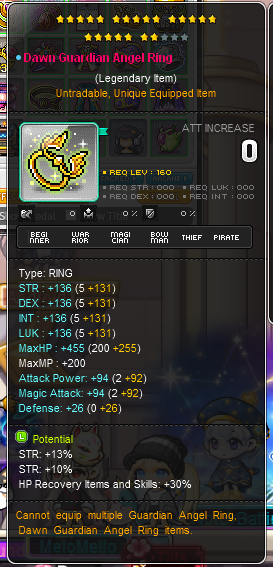 Dawn Guardian Angel Ring
(Legendary Item)
Untradable, Unique Equipped Item
ATT INCREASE
0
REQ LEV : 160
REQ STR : 000 REQ LUK : 000
REQ DEX : 000 REQ INT : 000
0 0 % 0 %
BEGINNER WARRIOR MAGICIAN BOWMAN THIEF PIRATE
Type: RING
STR : +136 (5 +131)
DEX : +136 (5 +131)
INT : +136 (5 +131)
LUK : +136 (5 +131)
MaxHP : +455 (200 +255)
MaxMP : +200
Attack Power: +94 (2 +92)
Magic Attack: +94 (2 +92)
Defense: +26 (0 +26)
L Potential
STR: +13%
STR: +10%
HP Recovery Items and Skills: +30%
Cannot equip multiple Guardian Angel Ring,
Dawn Guardian Angel Ring items.